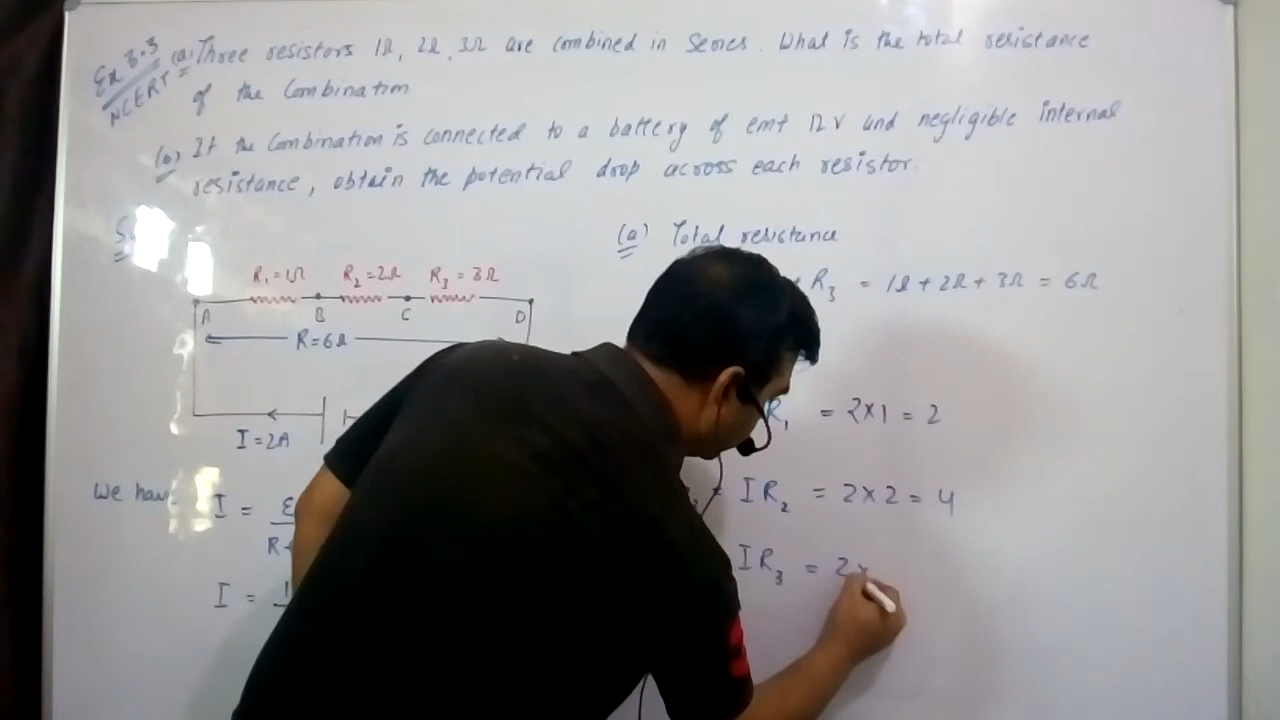 Ex 3.3
NCERT
(a) Three resistors 1Ω, 2Ω, 3Ω are combined in series. What is the total resistance
of the combination
(b) If the combination is connected to a battery of emf 12 V and negligible internal
resistance, obtain the potential drop across each resistor.
R₁ = 1Ω R₂ = 2Ω R₃ = 3Ω
A B C D
R = 6Ω
I = 2A
We have
I = ε
R +
I =
(a) Total resistance
R₃ = 1Ω + 2Ω + 3Ω = 6Ω
R₁ = 2×1 = 2
= IR₂ = 2×2 = 4
IR₃ = 2×